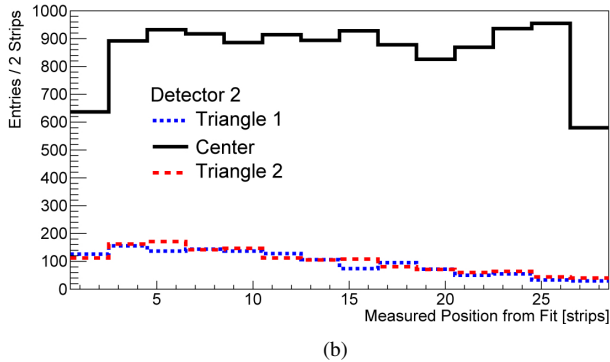 Entries / 2 Strips
1000
900
800
700
600
500
400
300
200
100
0
Detector 2
Triangle 1
Center
Triangle 2
5
10
15
20
25
Measured Position from Fit [strips]
(b)